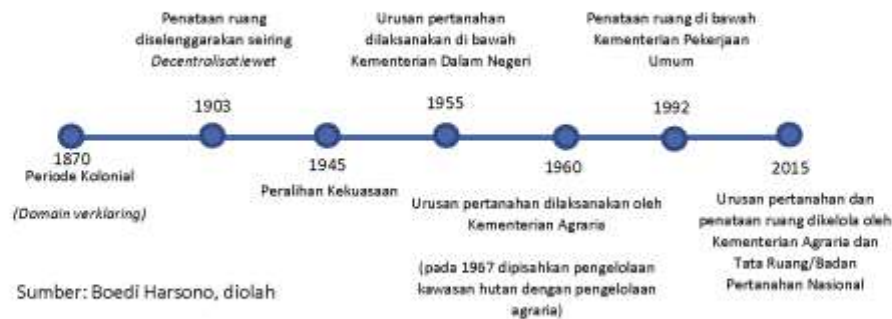 Penataan ruang
diselenggarakan seiring
Decentralisatiewet
1903
Urusan pertanahan
dilaksanakan di bawah
Kementerian Dalam Negeri
1955
Penataan ruang di bawah
Kementerian Pekerjaan
Umum
1992
1870
Periode Kolonial
(Domain verklaring)
1945
Peralihan Kekuasaan
1960
Urusan pertanahan dilaksanakan oleh
Kementerian Agraria
(pada 1967 dipisahkan pengelolaan
kawasan hutan dengan pengelolaan
agraria)
2015
Urusan pertanahan dan
penataan ruang dikelola oleh
Kementerian Agraria dan
Tata Ruang/Badan
Pertanahan Nasional
Sumber: Boedi Harsono, diolah